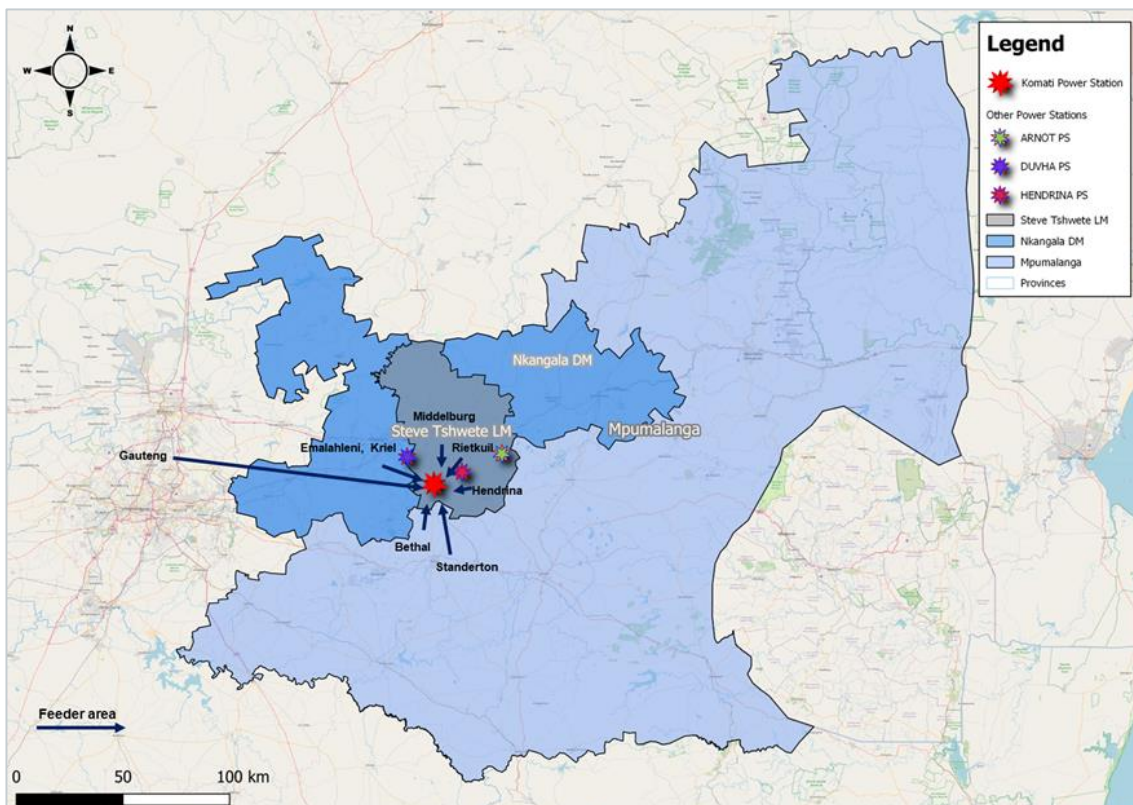 N
W E
S
Legend
Komati Power Station
Other Power Stations
ARNOT PS
DUVHA PS
HENDRINA PS
Steve Tshwete LM
Nkangala DM
Mpumalanga
Provinces
Nkangala DM
Middelburg
Steve Tshwete LM
Mpumalanga
Emalahleni, Kriel
Rietkuil
Gauteng
Hendrina
Bethal
Standerton
Feeder area
0 50 100 km